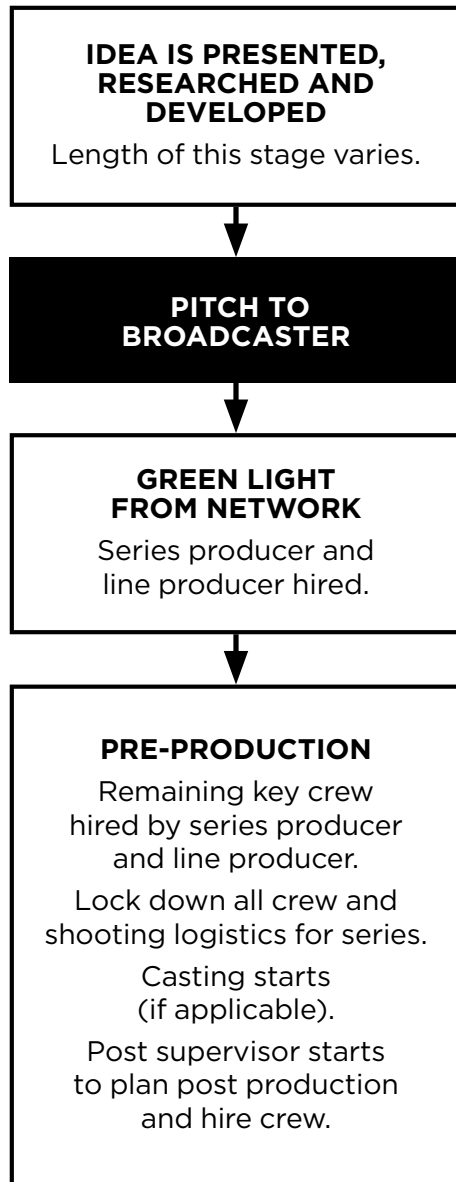 IDEA IS PRESENTED,
RESEARCHED AND
DEVELOPED
Length of this stage varies.
PITCH TO
BROADCASTER
GREEN LIGHT
FROM NETWORK
Series producer and
line producer hired.
PRE-PRODUCTION
Remaining key crew
hired by series producer
and line producer.
Lock down all crew and
shooting logistics for series.
Casting starts
(if applicable).
Post supervisor starts
to plan post production
and hire crew.